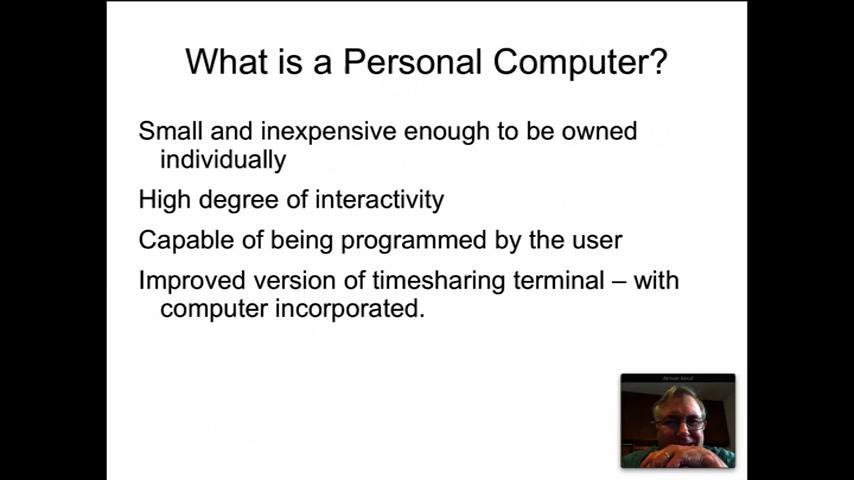 What is a Personal Computer?
Small and inexpensive enough to be owned
individually
High degree of interactivity
Capable of being programmed by the user
Improved version of timesharing terminal – with
computer incorporated.